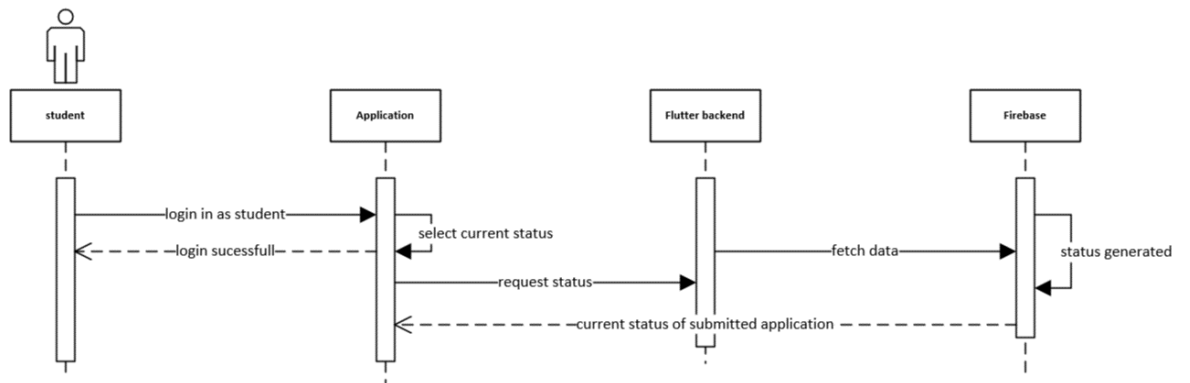 student
Application
Flutter backend
Firebase
login in as student
select current status
login sucessfull
fetch data
status generated
request status
current status of submitted application